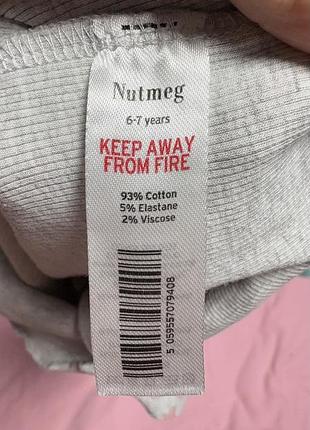 Nutmeg
6-7 years
KEEP AWAY
FROM FIRE
93% Cotton
5% Elastane
2% Viscose
5 059557 079408